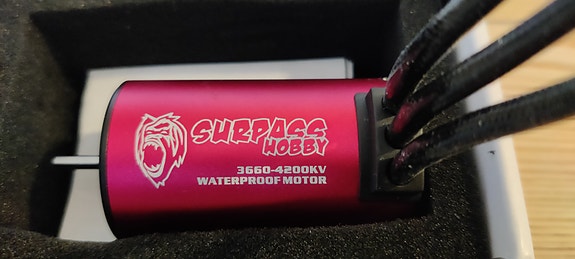 SURPASS
HOBBY
3660-4200KV
WATERPROOF MOTOR